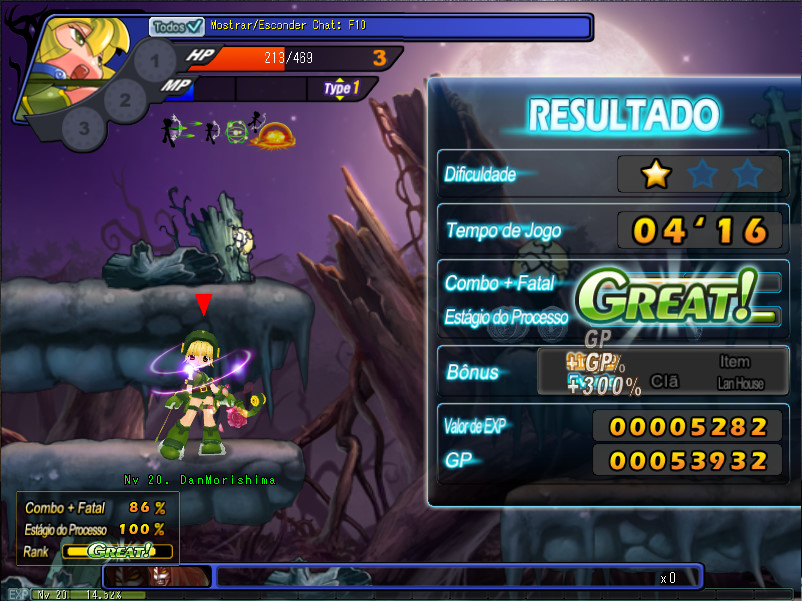 Todos Mostrar/Esconder Chat: F10
1
2
3
HP 213/469 3
MP Type 1
RESULTADO
Dificuldade
Tempo de Jogo 04'16
Combo + Fatal
Estágio do Processo
GREAT!
GP
Bônus +GP%
+300% Clã
Item
Lan House
Valor de EXP 00005282
GP 00053932
Nv 20. DanMorishima
Combo + Fatal 86 %
Estágio do Processo 100 %
Rank GREAT!
x0
EXP Nv 20 14.52%